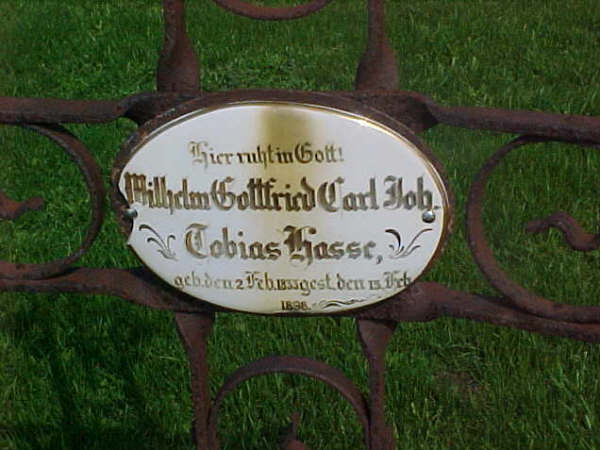 Hier ruht in Gott!
Wilhelm Gottfried Carl Joh.
Tobias Hasse,
geb. den 2 Feb. 1833 gest. den 13. Feb
1898.